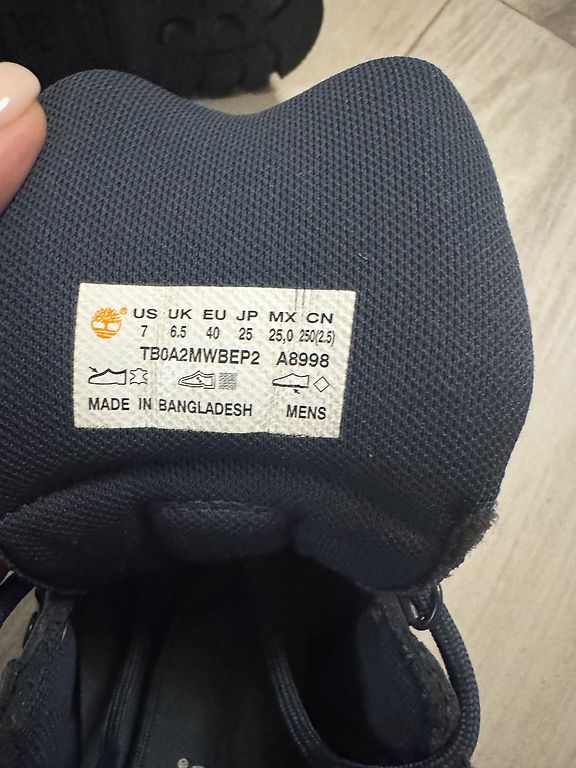 US UK EU JP MX CN
7 6.5 40 25 25,0 250(2.5)
TB0A2MWBEP2 A8998
MADE IN BANGLADESH MENS